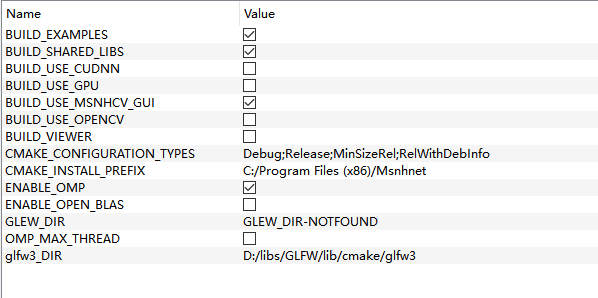 Name Value
BUILD_EXAMPLES
BUILD_SHARED_LIBS
BUILD_USE_CUDNN
BUILD_USE_GPU
BUILD_USE_MSNHCV_GUI
BUILD_USE_OPENCV
BUILD_VIEWER
CMAKE_CONFIGURATION_TYPES Debug;Release;MinSizeRel;RelWithDebInfo
CMAKE_INSTALL_PREFIX C:/Program Files (x86)/Msnhnet
ENABLE_OMP
ENABLE_OPEN_BLAS
GLEW_DIR GLEW_DIR-NOTFOUND
OMP_MAX_THREAD
glfw3_DIR D:/libs/GLFW/lib/cmake/glfw3